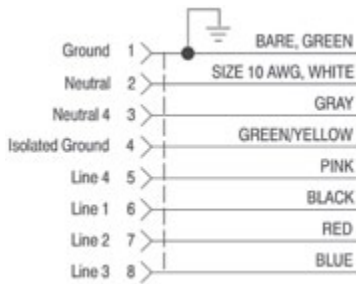 Ground 1 BARE, GREEN
Neutral 2 SIZE 10 AWG, WHITE
Neutral 4 3 GRAY
Isolated Ground 4 GREEN/YELLOW
Line 4 5 PINK
Line 1 6 BLACK
Line 2 7 RED
Line 3 8 BLUE